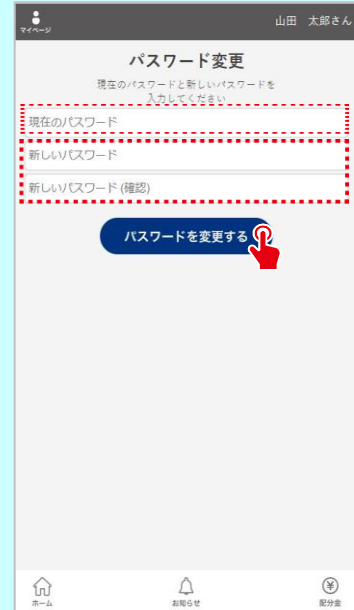 マイページ
山田　太郎さん
パスワード変更
現在のパスワードと新しいパスワードを
入力してください
現在のパスワード
新しいパスワード
新しいパスワード (確認)
パスワードを変更する
ホーム
お知らせ
配分金